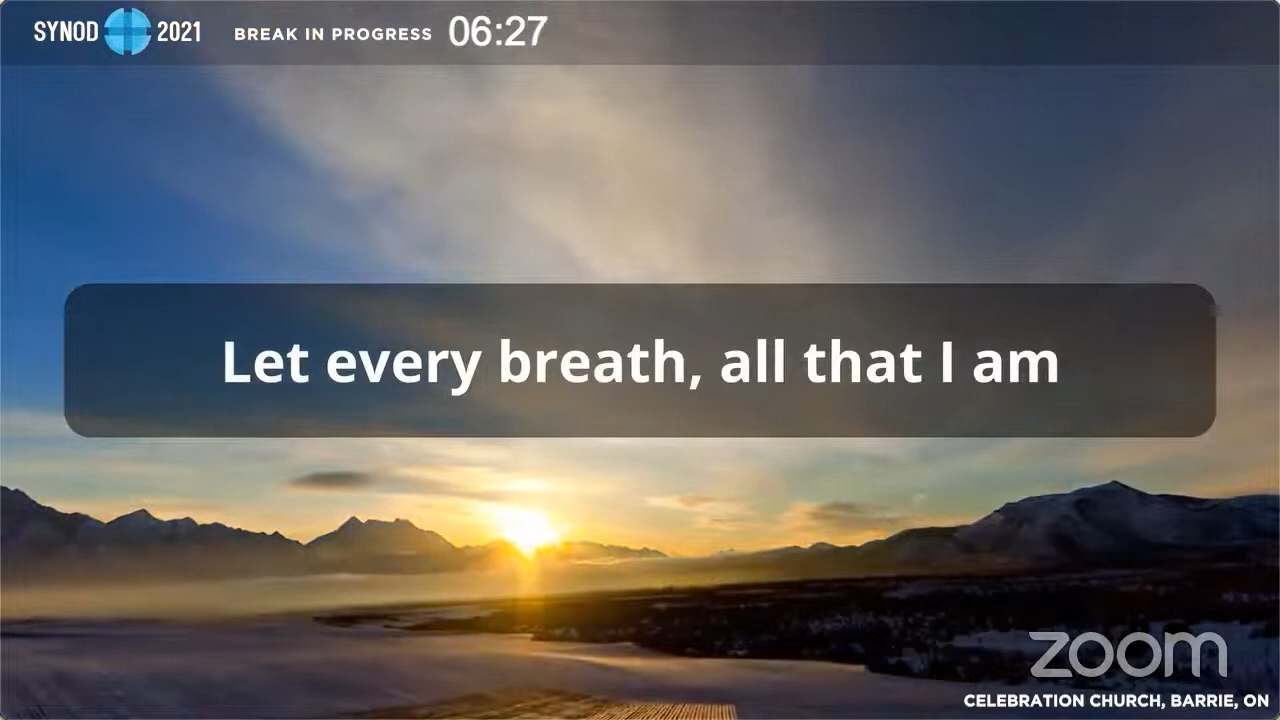 SYNOD 2021 BREAK IN PROGRESS 06:27
Let every breath, all that I am
zoom
CELEBRATION CHURCH, BARRIE, ON